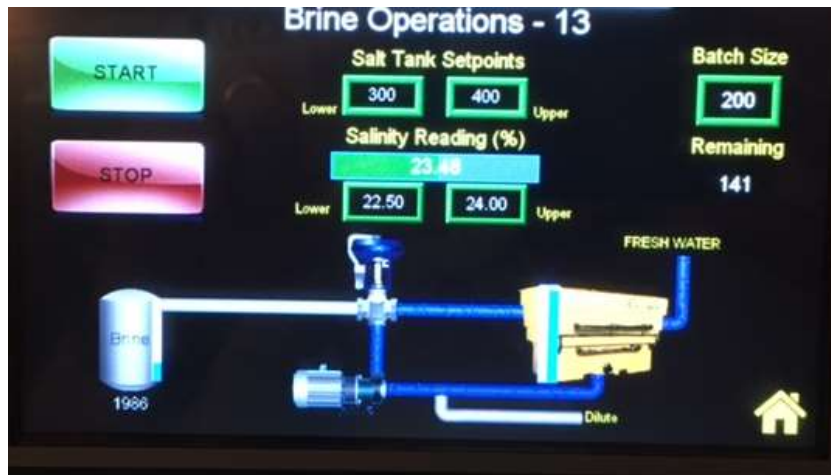 Brine Operations - 13
START
Salt Tank Setpoints
Batch Size
Lower 300 400 Upper
200
Salinity Reading (%)
Remaining
23.48
141
STOP
Lower 22.50 24.00 Upper
FRESH WATER
Brine
1986
Dilute